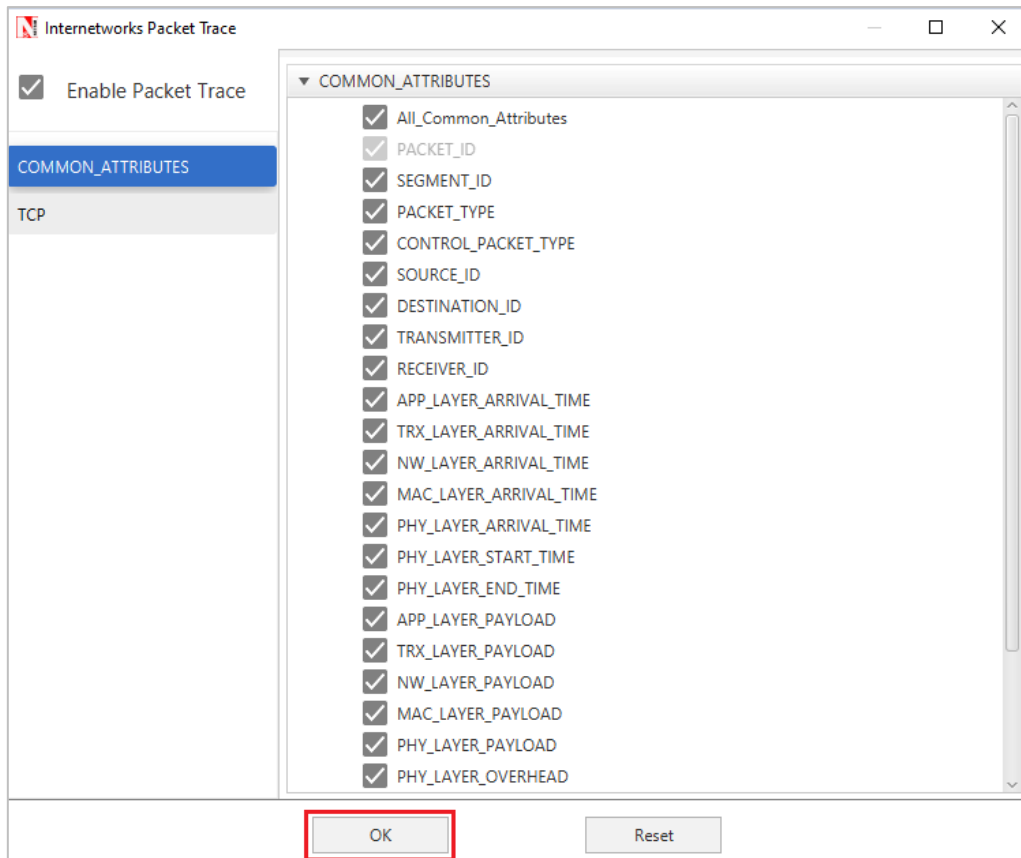 Internetworks Packet Trace
Enable Packet Trace
COMMON_ATTRIBUTES
TCP
COMMON_ATTRIBUTES
All_Common_Attributes
PACKET_ID
SEGMENT_ID
PACKET_TYPE
CONTROL_PACKET_TYPE
SOURCE_ID
DESTINATION_ID
TRANSMITTER_ID
RECEIVER_ID
APP_LAYER_ARRIVAL_TIME
TRX_LAYER_ARRIVAL_TIME
NW_LAYER_ARRIVAL_TIME
MAC_LAYER_ARRIVAL_TIME
PHY_LAYER_ARRIVAL_TIME
PHY_LAYER_START_TIME
PHY_LAYER_END_TIME
APP_LAYER_PAYLOAD
TRX_LAYER_PAYLOAD
NW_LAYER_PAYLOAD
MAC_LAYER_PAYLOAD
PHY_LAYER_PAYLOAD
PHY_LAYER_OVERHEAD
OK
Reset